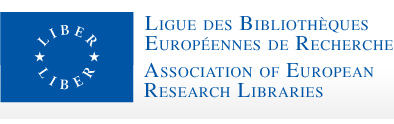 LIBER
LIBER
LIGUE DES BIBLIOTHÈQUES
EUROPÉENNES DE RECHERCHE
ASSOCIATION OF EUROPEAN
RESEARCH LIBRARIES